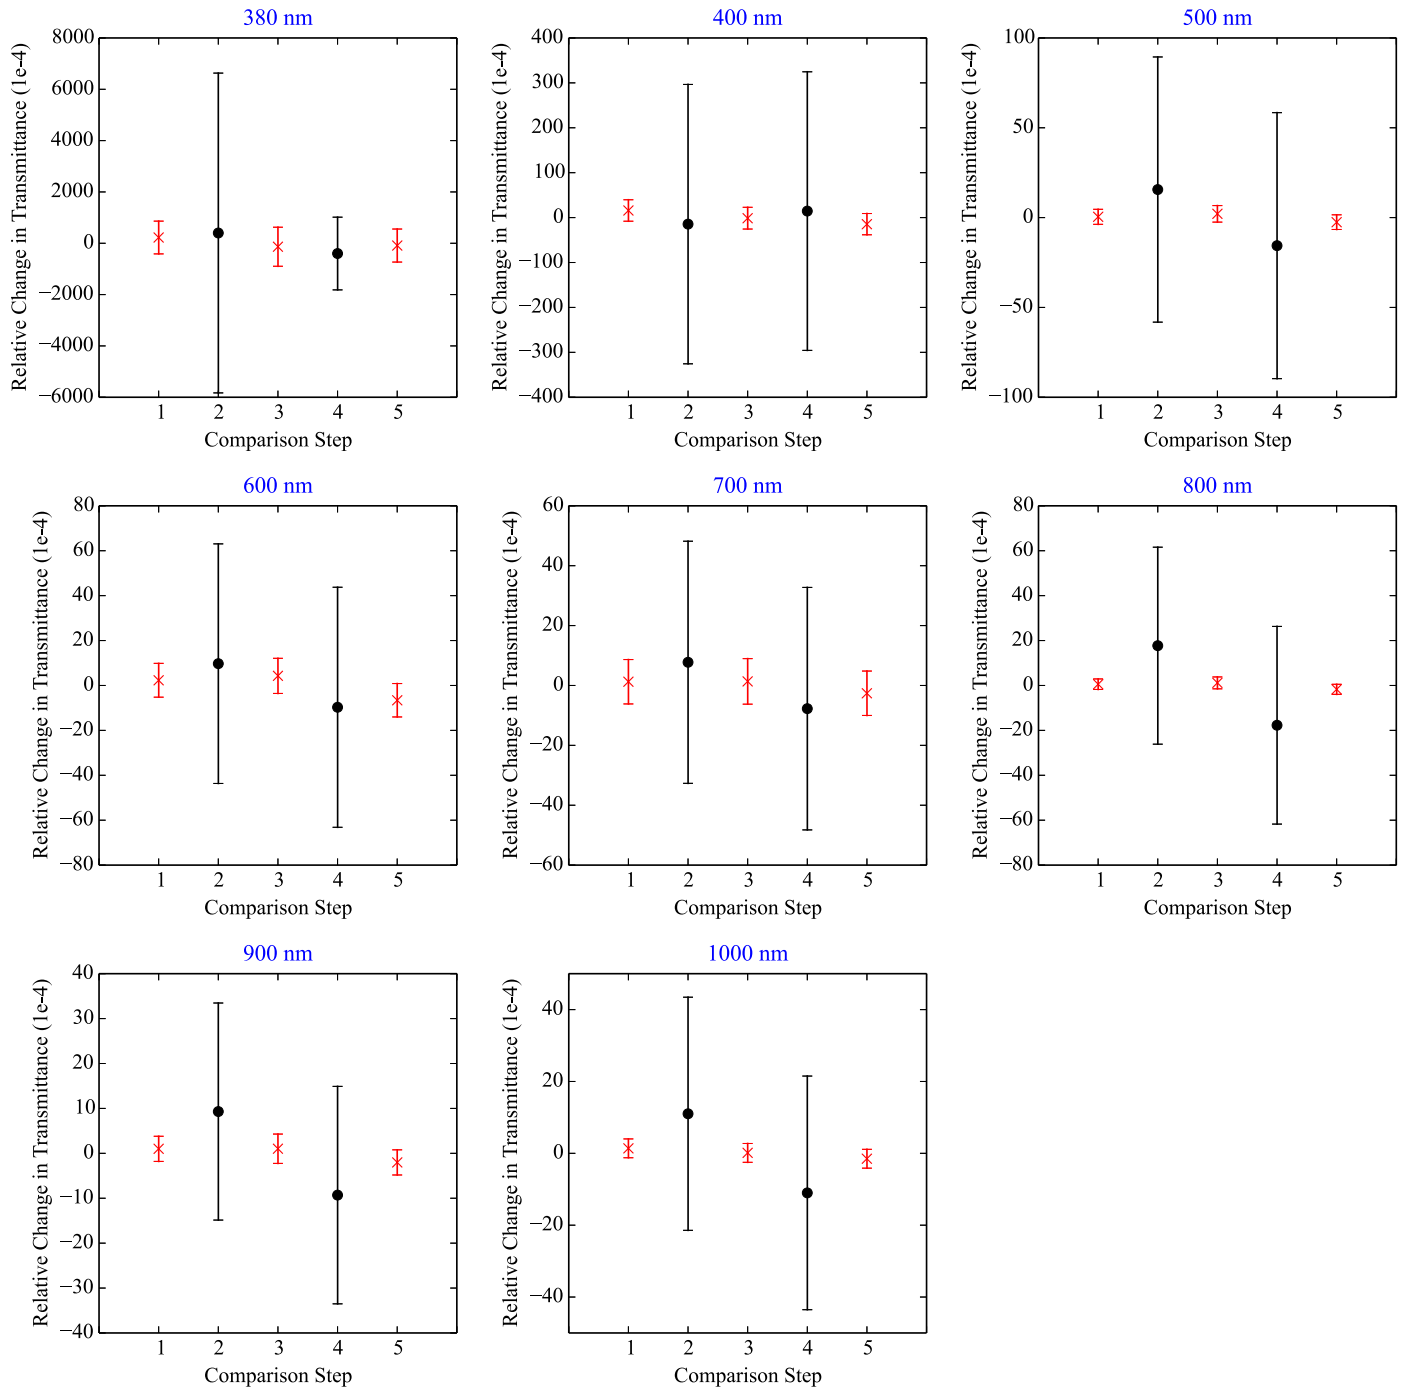 380 nm
Relative Change in Transmittance (1e-4)
8000
6000
4000
2000
0
−2000
−4000
−6000
1 2 3 4 5
Comparison Step
400 nm
Relative Change in Transmittance (1e-4)
400
300
200
100
0
−100
−200
−300
−400
1 2 3 4 5
Comparison Step
500 nm
Relative Change in Transmittance (1e-4)
100
50
0
−50
−100
1 2 3 4 5
Comparison Step
600 nm
Relative Change in Transmittance (1e-4)
80
60
40
20
0
−20
−40
−60
−80
1 2 3 4 5
Comparison Step
700 nm
Relative Change in Transmittance (1e-4)
60
40
20
0
−20
−40
−60
1 2 3 4 5
Comparison Step
800 nm
Relative Change in Transmittance (1e-4)
80
60
40
20
0
−20
−40
−60
−80
1 2 3 4 5
Comparison Step
900 nm
Relative Change in Transmittance (1e-4)
40
30
20
10
0
−10
−20
−30
−40
1 2 3 4 5
Comparison Step
1000 nm
Relative Change in Transmittance (1e-4)
40
20
0
−20
−40
1 2 3 4 5
Comparison Step